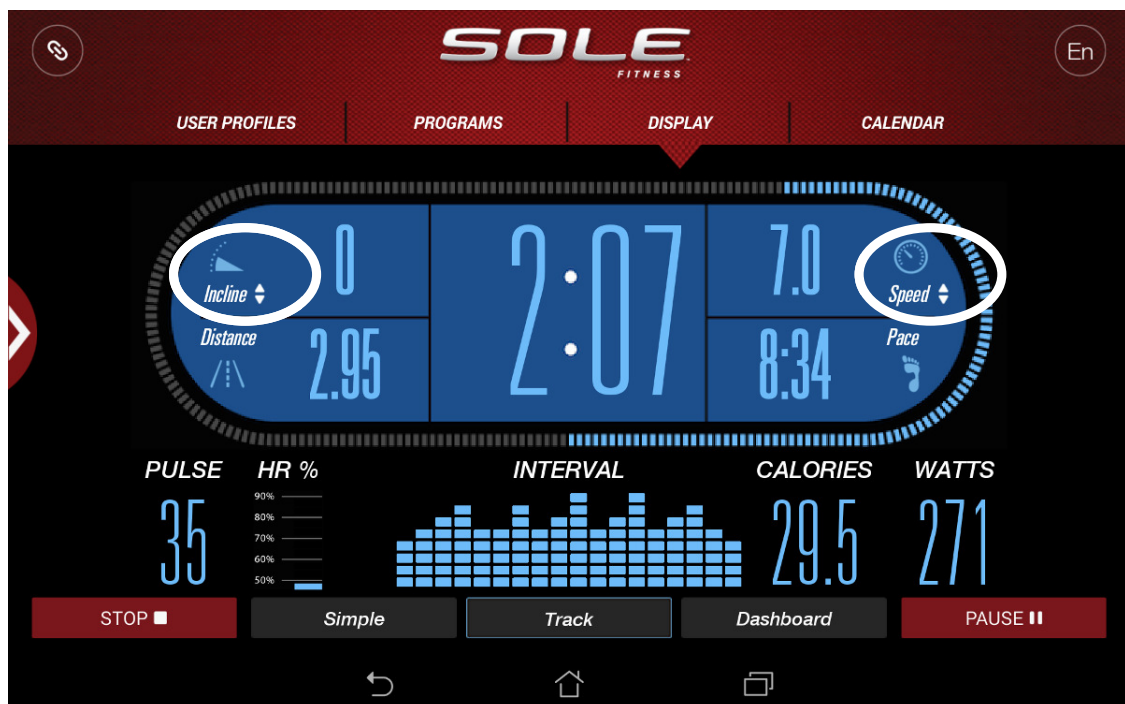 SOLE
FITNESS
En
USER PROFILES
PROGRAMS
DISPLAY
CALENDAR
Incline
0
2:07
7.0
Speed
Distance
2.95
8:34
Pace
PULSE
35
HR %
90%
80%
70%
60%
50%
INTERVAL
CALORIES
29.5
WATTS
271
STOP
Simple
Track
Dashboard
PAUSE